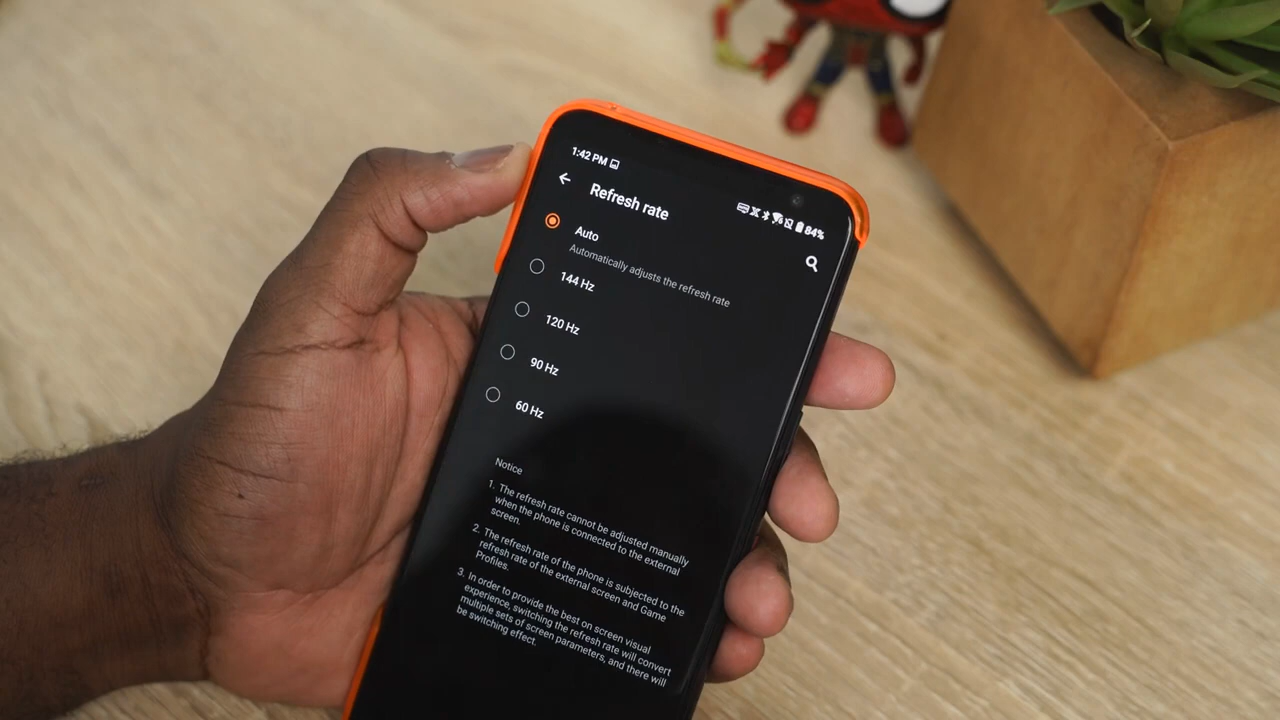 1:42 PM
84%
Refresh rate
Auto
Automatically adjusts the refresh rate
144 Hz
120 Hz
90 Hz
60 Hz
Notice
1. The refresh rate cannot be adjusted manually
when the phone is connected to the external
screen.
2. The refresh rate of the phone is subjected to the
refresh rate of the external screen and Game
Profiles.
3. In order to provide the best on screen visual
experience, switching the refresh rate will convert
multiple sets of screen parameters, and there will
be switching effect.